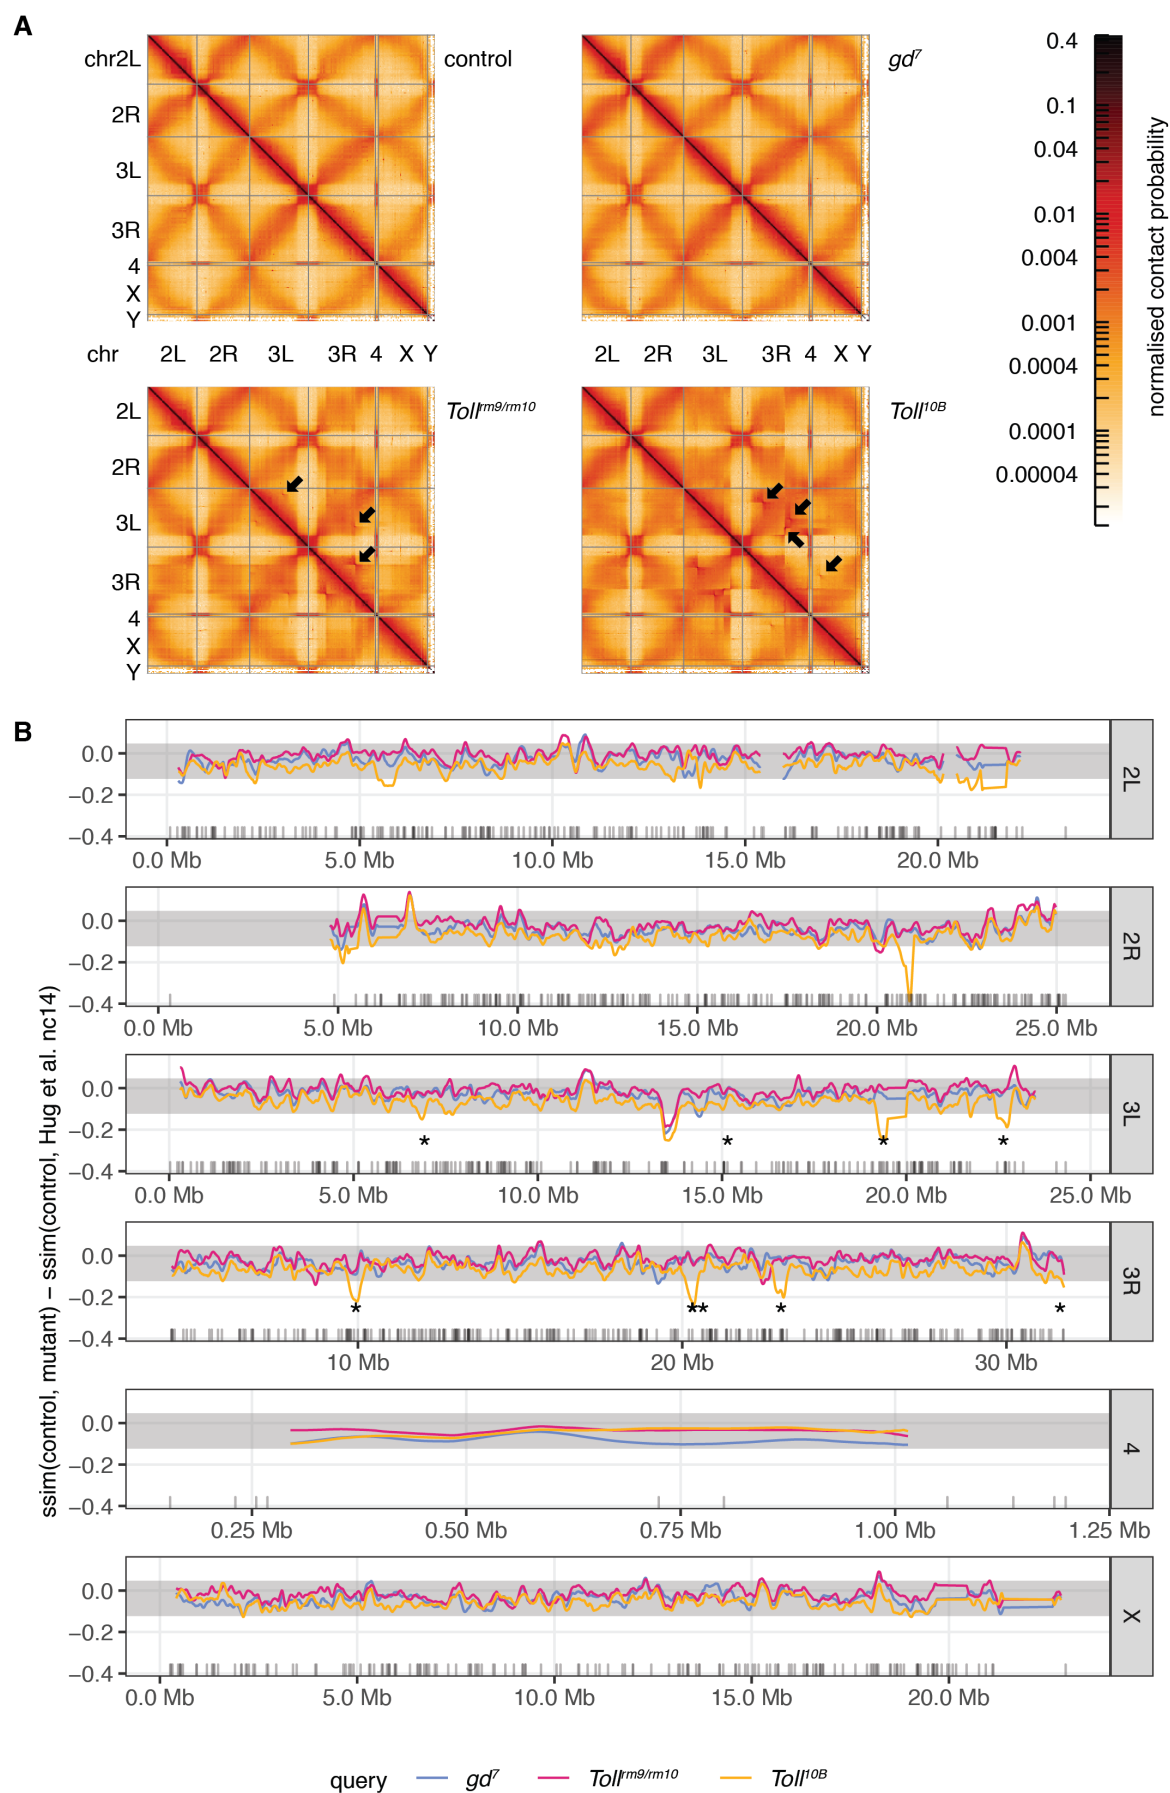 A
control
gd7
chr2L
2R
3L
3R
4
X
Y
chr 2L 2R 3L 3R 4 X Y
2L 2R 3L 3R 4 X Y
0.4
0.1
0.04
0.01
0.004
0.001
0.0004
0.0001
0.00004
normalised contact probability
Tollrm9/rm10
Toll10B
2L
2R
3L
3R
4
X
Y
B
ssim(control, mutant) − ssim(control, Hug et al. nc14)
0.0
−0.2
−0.4
2L
0.0 Mb 5.0 Mb 10.0 Mb 15.0 Mb 20.0 Mb
0.0
−0.2
−0.4
2R
0.0 Mb 5.0 Mb 10.0 Mb 15.0 Mb 20.0 Mb 25.0 Mb
0.0
−0.2
−0.4
* * * *
3L
0.0 Mb 5.0 Mb 10.0 Mb 15.0 Mb 20.0 Mb 25.0 Mb
0.0
−0.2
−0.4
* ** * *
3R
10 Mb 20 Mb 30 Mb
0.0
−0.2
−0.4
4
0.25 Mb 0.50 Mb 0.75 Mb 1.00 Mb 1.25 Mb
0.0
−0.2
−0.4
X
0.0 Mb 5.0 Mb 10.0 Mb 15.0 Mb 20.0 Mb
query gd7 Tollrm9/rm10 Toll10B